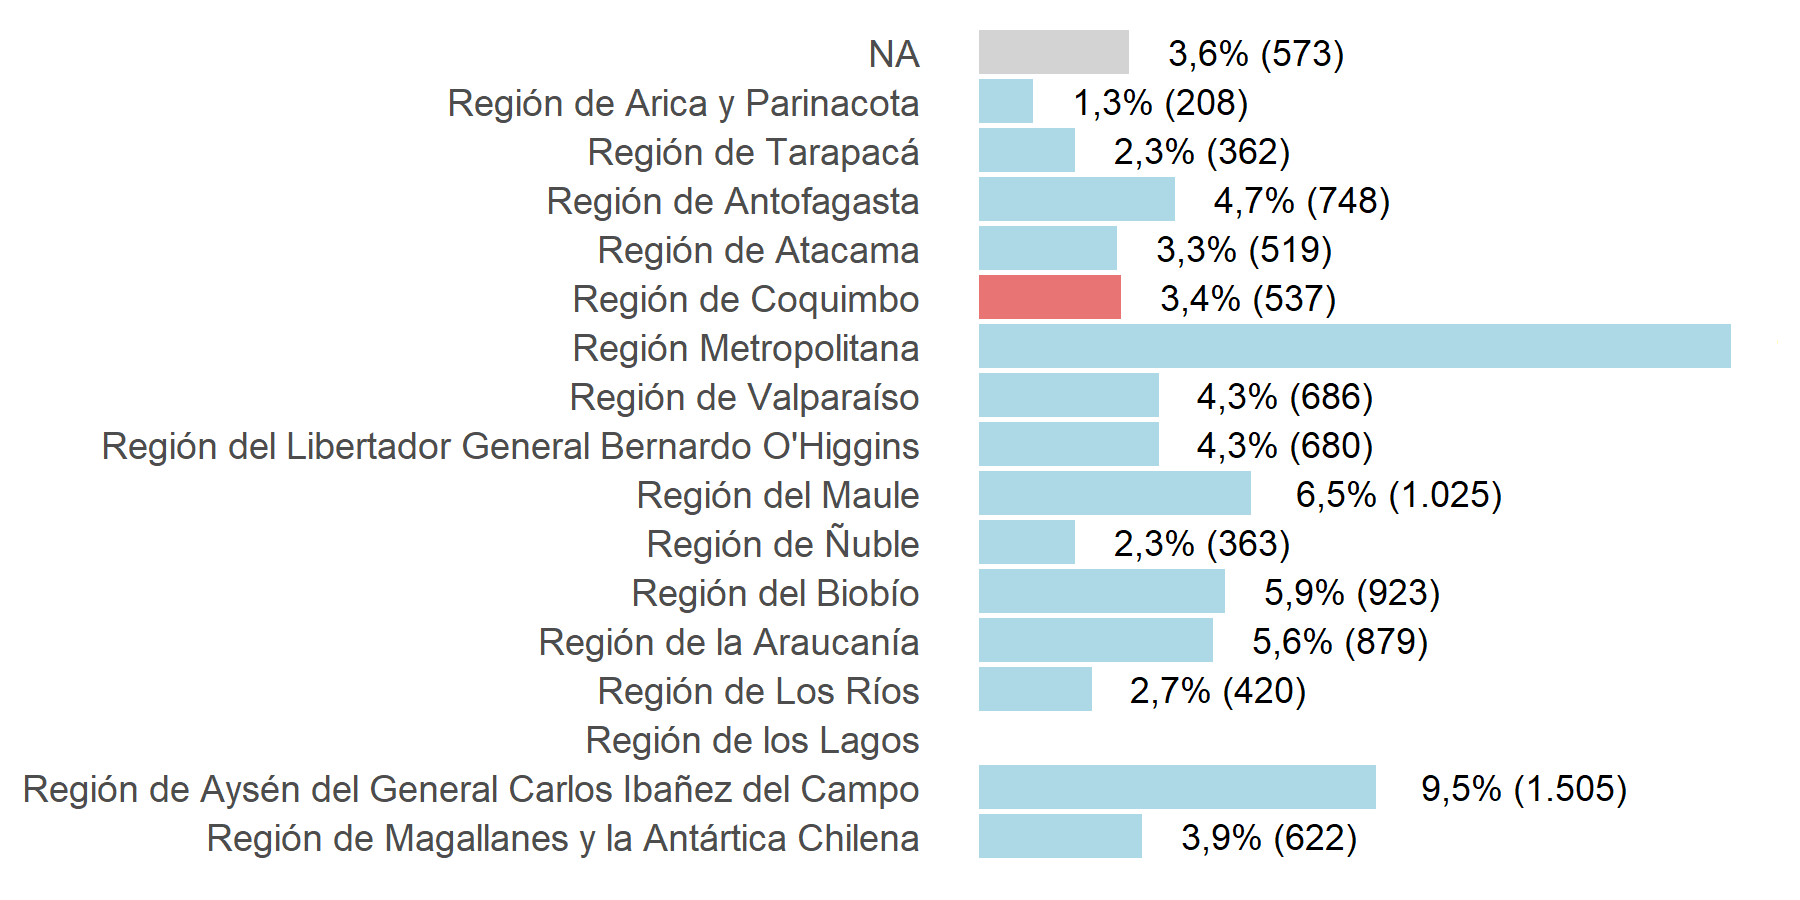 NA 3,6% (573)
Región de Arica y Parinacota 1,3% (208)
Región de Tarapacá 2,3% (362)
Región de Antofagasta 4,7% (748)
Región de Atacama 3,3% (519)
Región de Coquimbo 3,4% (537)
Región Metropolitana
Región de Valparaíso 4,3% (686)
Región del Libertador General Bernardo O'Higgins 4,3% (680)
Región del Maule 6,5% (1.025)
Región de Ñuble 2,3% (363)
Región del Biobío 5,9% (923)
Región de la Araucanía 5,6% (879)
Región de Los Ríos 2,7% (420)
Región de los Lagos
Región de Aysén del General Carlos Ibañez del Campo 9,5% (1.505)
Región de Magallanes y la Antártica Chilena 3,9% (622)